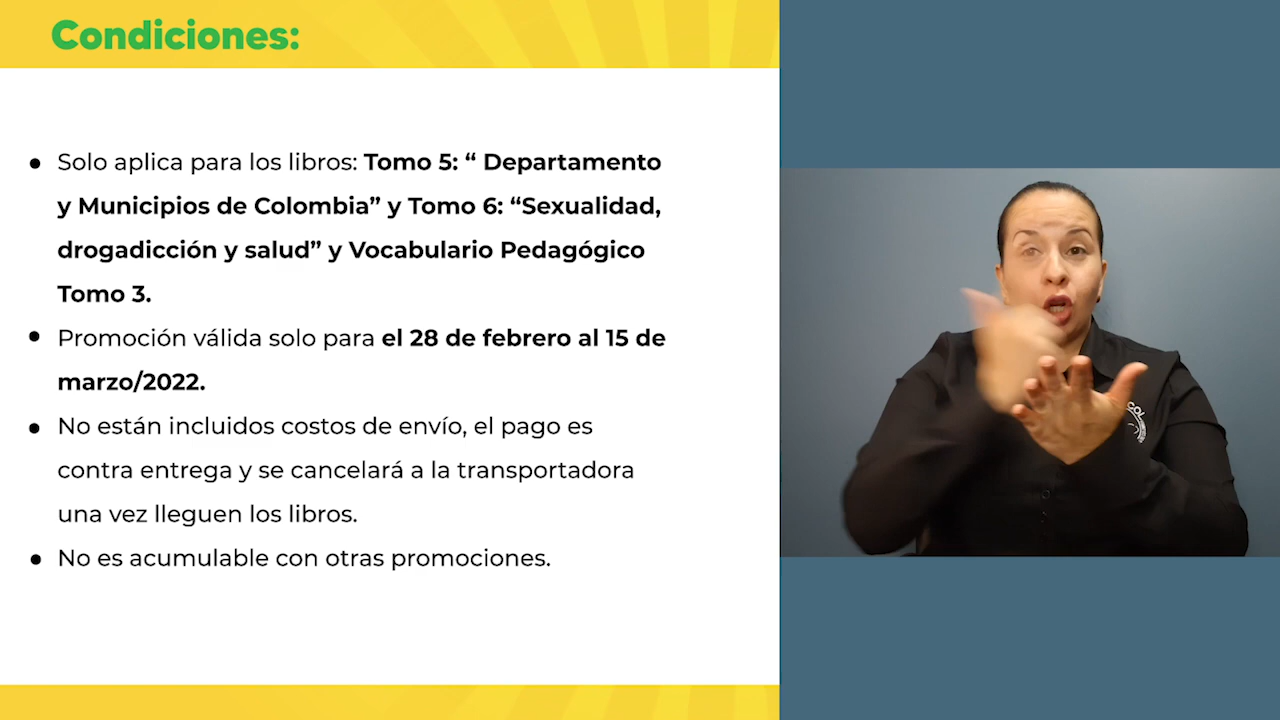 Condiciones:
• Solo aplica para los libros: Tomo 5: “ Departamento
y Municipios de Colombia” y Tomo 6: “Sexualidad,
drogadicción y salud” y Vocabulario Pedagógico
Tomo 3.
• Promoción válida solo para el 28 de febrero al 15 de
marzo/2022.
• No están incluidos costos de envío, el pago es
contra entrega y se cancelará a la transportadora
una vez lleguen los libros.
• No es acumulable con otras promociones.